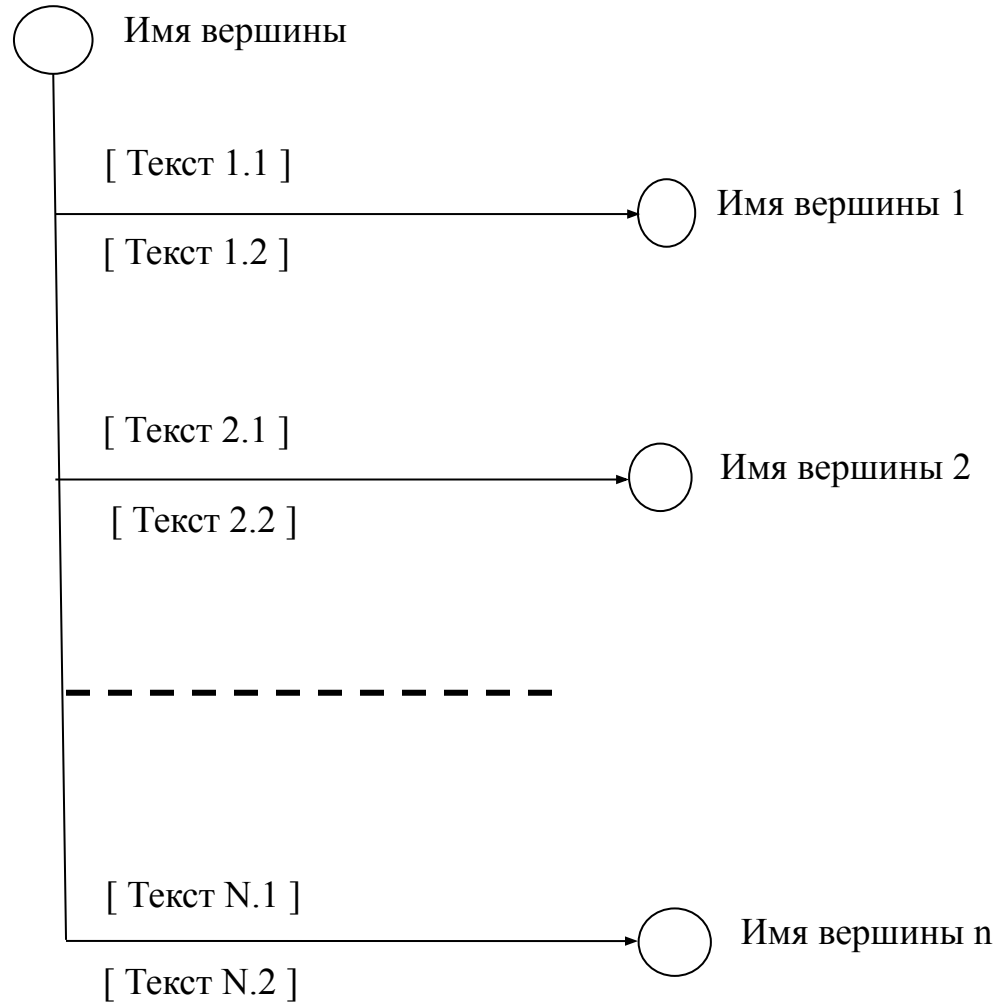 Имя вершины
[ Текст 1.1 ]
Имя вершины 1
[ Текст 1.2 ]
[ Текст 2.1 ]
Имя вершины 2
[ Текст 2.2 ]
[ Текст N.1 ]
Имя вершины n
[ Текст N.2 ]